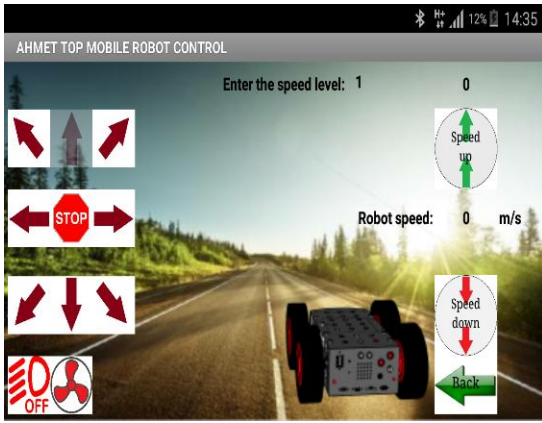 H+ 12% 14:35
AHMET TOP MOBILE ROBOT CONTROL
Enter the speed level: 1 0
Speed
up
STOP
Robot speed: 0 m/s
Speed
down
Back
OFF